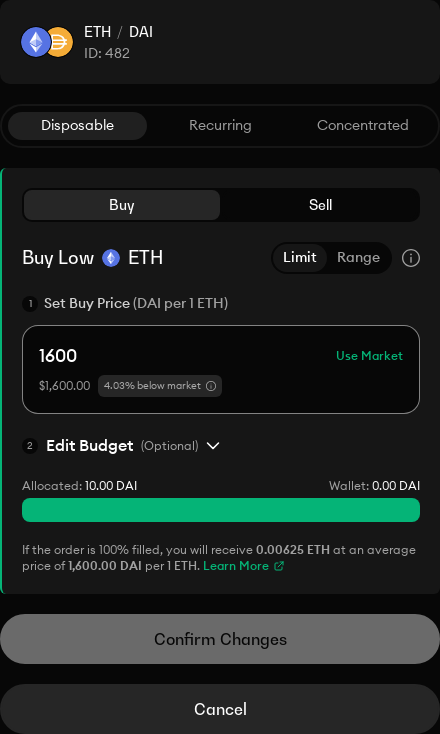 ETH / DAI
ID: 482
Disposable Recurring Concentrated
Buy Sell
Buy Low ETH Limit Range
1 Set Buy Price (DAI per 1 ETH)
1600 Use Market
$1,600.00 4.03% below market
2 Edit Budget (Optional)
Allocated: 10.00 DAI Wallet: 0.00 DAI
If the order is 100% filled, you will receive 0.00625 ETH at an average
price of 1,600.00 DAI per 1 ETH. Learn More
Confirm Changes
Cancel